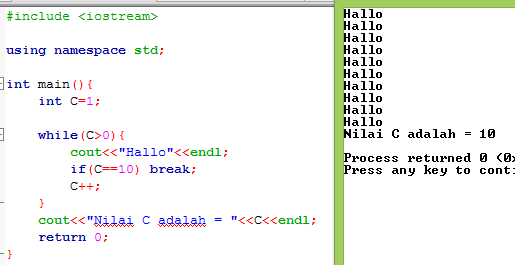 #include <iostream>
using namespace std;
int main(){
int C=1;
while(C>0){
cout<<"Hallo"<<endl;
if(C==10) break;
C++;
}
cout<<"Nilai C adalah = "<<C<<endl;
return 0;
}
Hallo
Hallo
Hallo
Hallo
Hallo
Hallo
Hallo
Hallo
Hallo
Hallo
Nilai C adalah = 10
Process returned 0 (0x
Press any key to conti